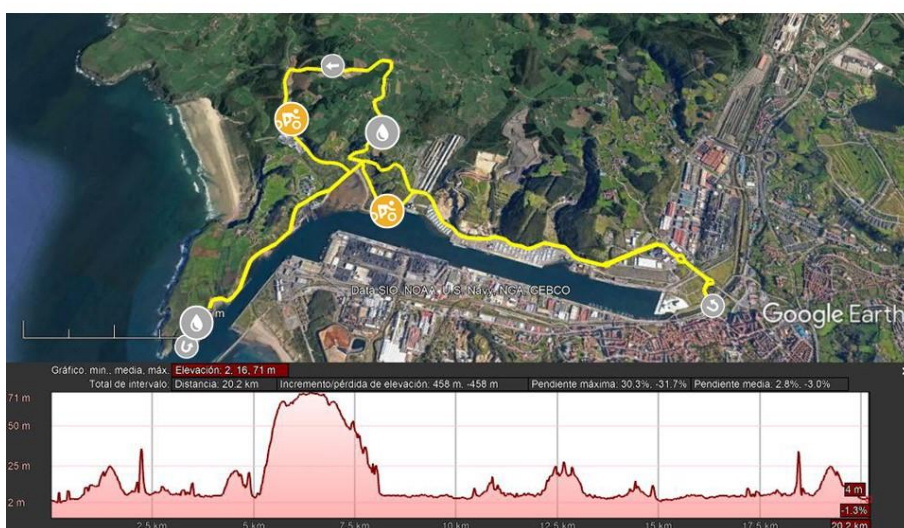 m
Data SIO, NOAA, U.S. Navy, NGA, GEBCO
Google Earth
Gráfico. min., media, máx. Elevación: 2, 16, 71 m
Total de intervalo. Distancia: 20.2 km Incremento/pérdida de elevación: 458 m. -458 m Pendiente máxima: 30.3%, -31.7% Pendiente media: 2.8%, -3.0%
71 m
50 m
25 m
2 m
4 m
-1.3%
2.5 km 5 km 7.5 km 10 km 12.5 km 15 km 17.5 km 20.2 km